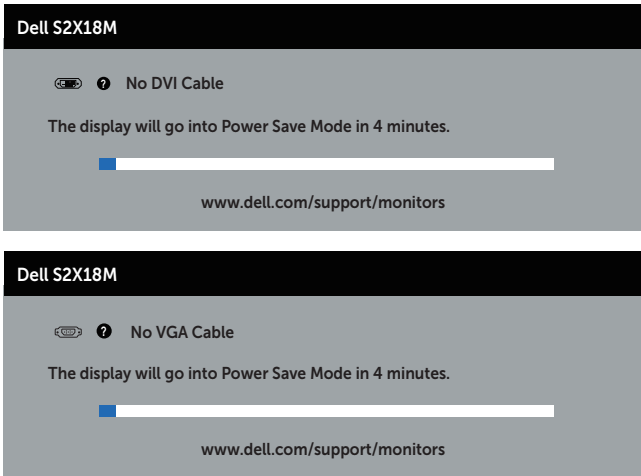 Dell S2X18M
? No DVI Cable
The display will go into Power Save Mode in 4 minutes.
www.dell.com/support/monitors
Dell S2X18M
? No VGA Cable
The display will go into Power Save Mode in 4 minutes.
www.dell.com/support/monitors